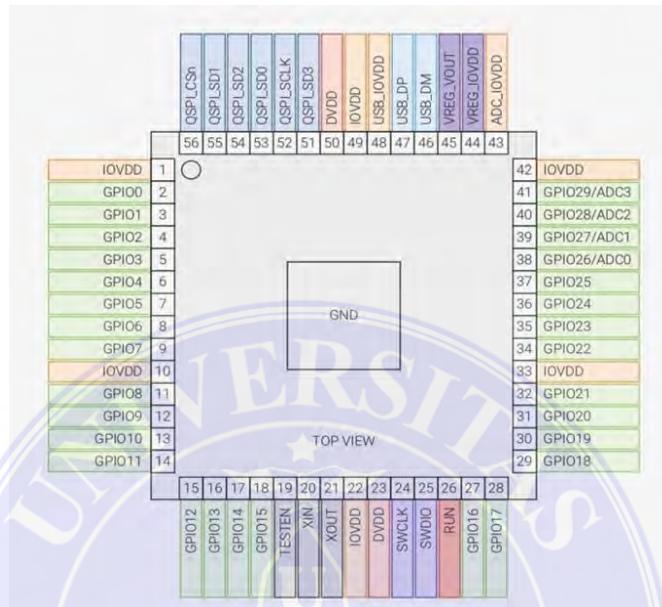 QSPI_CSn QSPI_SD1 QSPI_SD2 QSPI_SD0 QSPI_SCLK QSPI_SD3 DVDD IOVDD USB_IOVDD USB_DP USB_DM VREG_VOUT VREG_IOVDD ADC_IOVDD
56 55 54 53 52 51 50 49 48 47 46 45 44 43
IOVDD 1 42 IOVDD
GPIO0 2 41 GPIO29/ADC3
GPIO1 3 40 GPIO28/ADC2
GPIO2 4 39 GPIO27/ADC1
GPIO3 5 38 GPIO26/ADC0
GPIO4 6 37 GPIO25
GPIO5 7 36 GPIO24
GND
GPIO6 8 35 GPIO23
GPIO7 9 34 GPIO22
IOVDD 10 33 IOVDD
GPIO8 11 32 GPIO21
GPIO9 12 31 GPIO20
GPIO10 13 TOP VIEW 30 GPIO19
GPIO11 14 29 GPIO18
15 16 17 18 19 20 21 22 23 24 25 26 27 28
GPIO12 GPIO13 GPIO14 GPIO15 TESTEN XIN XOUT IOVDD DVDD SWCLK SWDIO RUN GPIO16 GPIO17
UNIVERSITAS